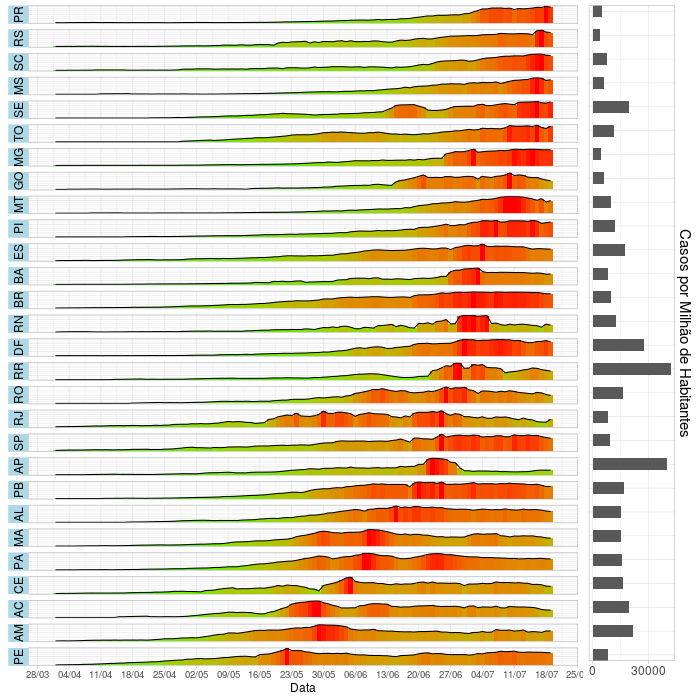 PR
RS
SC
MS
SE
TO
MG
GO
MT
PI
ES
BA
BR
RN
DF
RR
RO
RJ
SP
AP
PB
AL
MA
PA
CE
AC
AM
PE
28/03 04/04 11/04 18/04 25/04 02/05 09/05 16/05 23/05 30/05 06/06 13/06 20/06 27/06 04/07 11/07 18/07
Data
0 30000
Casos por Milhão de Habitantes